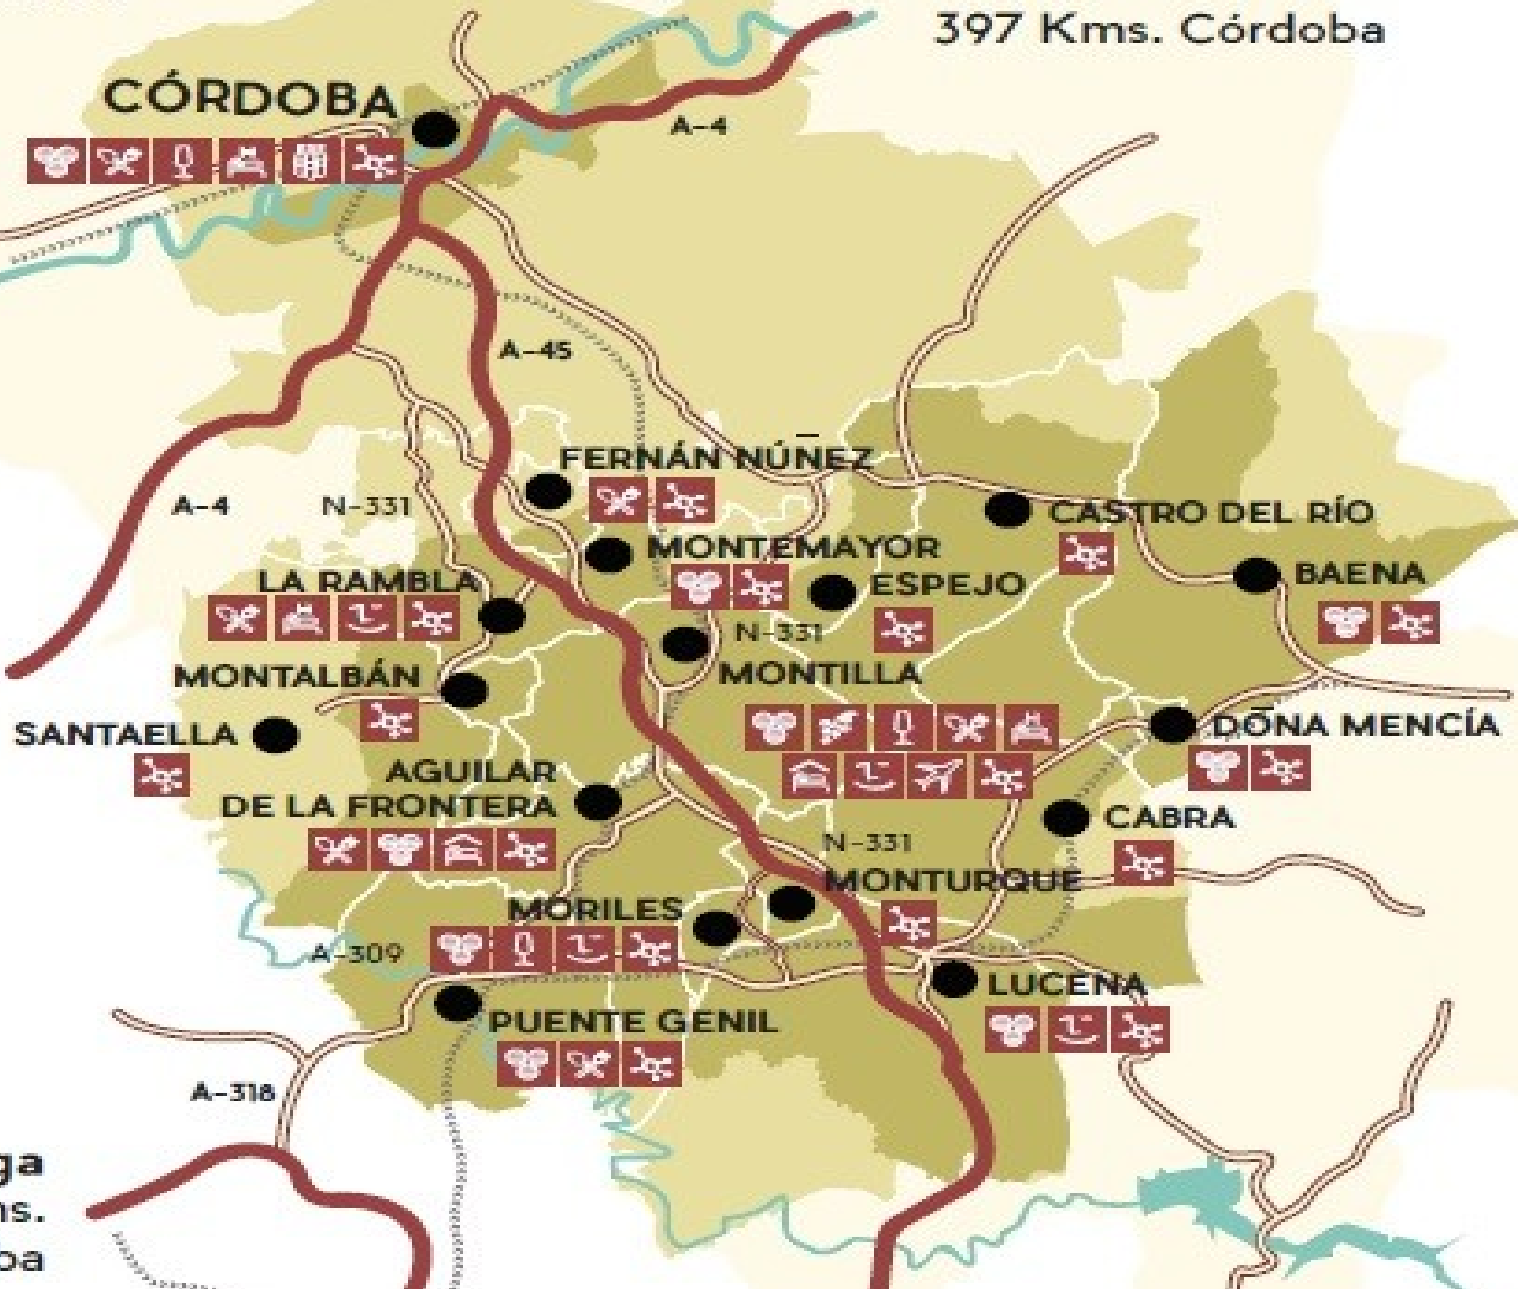 397 Kms. Córdoba
CÓRDOBA
A-4
A-45
FERNÁN NÚÑEZ
A-4
N-331
CASTRO DEL RÍO
MONTEMAYOR
LA RAMBLA
ESPEJO
BAENA
N-331
MONTALBÁN
MONTILLA
SANTAELLA
DOÑA MENCÍA
AGUILAR
DE LA FRONTERA
CABRA
N-331
MONTURQUE
MORILES
A-309
LUCENA
PUENTE GENIL
A-318
ga
ns.
ba